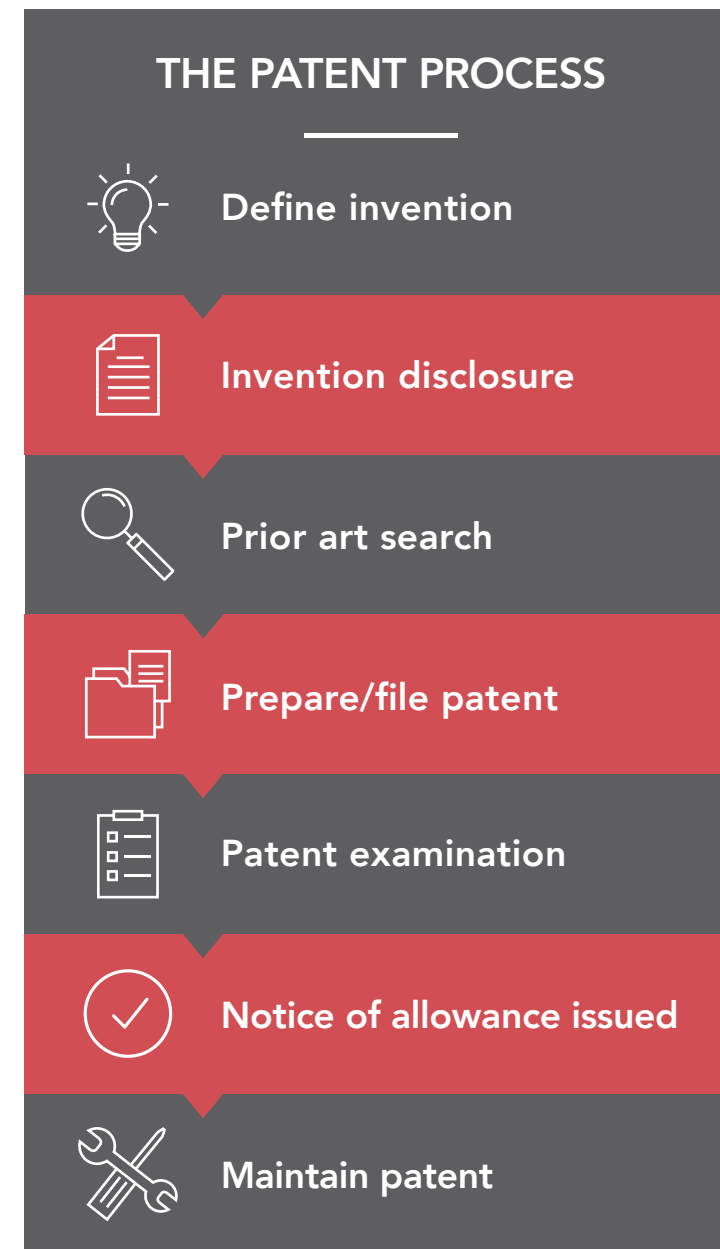 THE PATENT PROCESS
Define invention
Invention disclosure
Prior art search
Prepare/file patent
Patent examination
Notice of allowance issued
Maintain patent